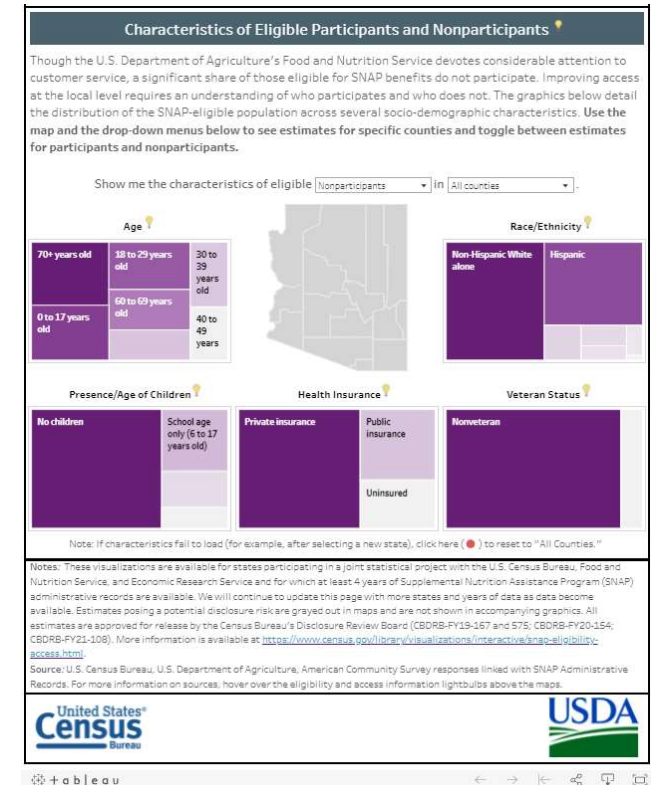 Characteristics of Eligible Participants and Nonparticipants
Though the U.S. Department of Agriculture's Food and Nutrition Service devotes considerable attention to
customer service, a significant share of those eligible for SNAP benefits do not participate. Improving access
at the local level requires an understanding of who participates and who does not. The graphics below detail
the distribution of the SNAP-eligible population across several socio-demographic characteristics. Use the
map and the drop-down menus below to see estimates for specific counties and toggle between estimates
for participants and nonparticipants.
Show me the characteristics of eligible Nonparticipants in All counties .
Age
70+ years old
0 to 17 years
old
18 to 29 years
old
60 to 69 years
old
30 to
39
years
old
40 to
49
years
Race/Ethnicity
Non-Hispanic White
alone
Hispanic
Presence/Age of Children
No children
School age
only (6 to 17
years old)
Health Insurance
Private insurance
Public
insurance
Uninsured
Veteran Status
Nonveteran
Note: If characteristics fail to load (for example, after selecting a new state), click here ( ) to reset to "All Counties."
Notes: These visualizations are available for states participating in a joint statistical project with the U.S. Census Bureau, Food and
Nutrition Service, and Economic Research Service and for which at least 4 years of Supplemental Nutrition Assistance Program (SNAP)
administrative records are available. We will continue to update this page with more states and years of data as data become
available. Estimates posing a potential disclosure risk are grayed out in maps and are not shown in accompanying graphics. All
estimates are approved for release by the Census Bureau's Disclosure Review Board (CBDRB-FY19-167 and 575; CBDRB-FY20-154;
CBDRB-FY21-108). More information is available at https://www.census.gov/library/visualizations/interactive/snap-eligibility-
access.html.
Source: U.S. Census Bureau, U.S. Department of Agriculture, American Community Survey responses linked with SNAP Administrative
Records. For more information on sources, hover over the eligibility and access information lightbulbs above the maps.
United States®
Census
Bureau
USDA
+ableau